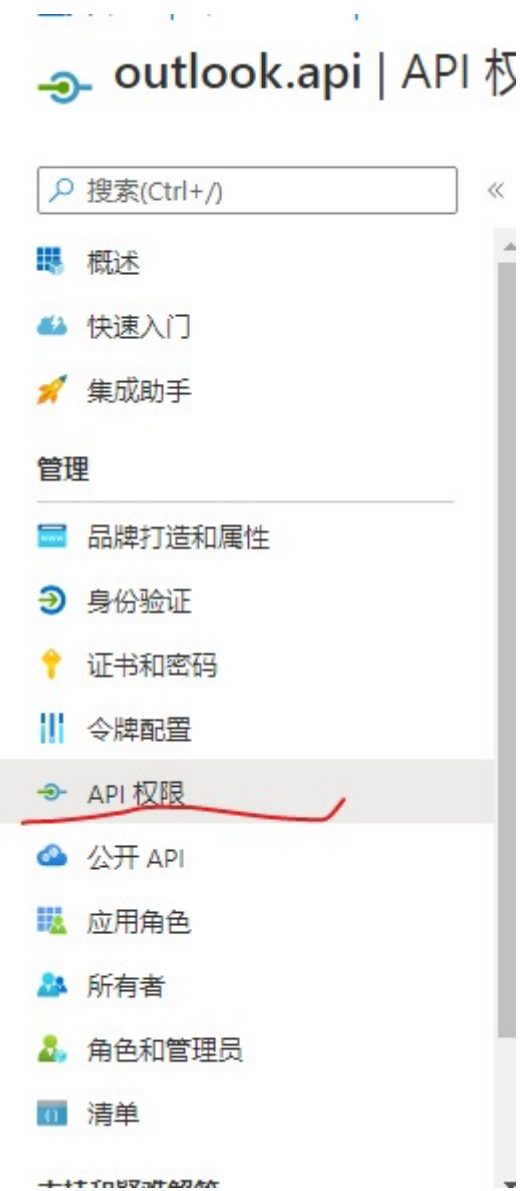 outlook.api | API 权
搜索(Ctrl+/)
概述
快速入门
集成助手
管理
品牌打造和属性
身份验证
证书和密码
令牌配置
API 权限
公开 API
应用角色
所有者
角色和管理员
清单